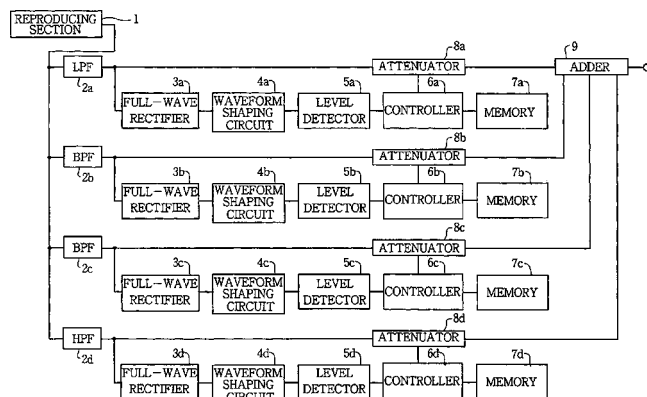 REPRODUCING
SECTION
1
8a
9
LPF
ATTENUATOR
ADDER
2a
3a
4a
5a
6a
7a
FULL-WAVE
RECTIFIER
WAVEFORM
SHAPING
CIRCUIT
LEVEL
DETECTOR
CONTROLLER
MEMORY
8b
BPF
ATTENUATOR
2b
3b
4b
5b
6b
7b
FULL-WAVE
RECTIFIER
WAVEFORM
SHAPING
CIRCUIT
LEVEL
DETECTOR
CONTROLLER
MEMORY
8c
BPF
ATTENUATOR
2c
3c
4c
5c
6c
7c
FULL-WAVE
RECTIFIER
WAVEFORM
SHAPING
CIRCUIT
LEVEL
DETECTOR
CONTROLLER
MEMORY
8d
HPF
ATTENUATOR
2d
3d
4d
5d
6d
7d
FULL-WAVE
RECTIFIER
WAVEFORM
SHAPING
CIRCUIT
LEVEL
DETECTOR
CONTROLLER
MEMORY